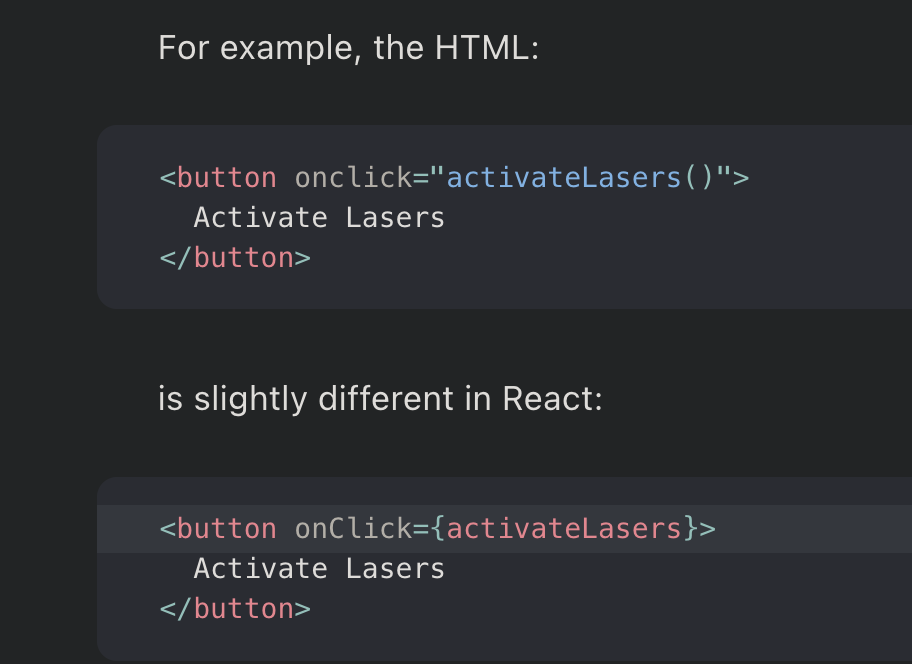 For example, the HTML:
<button onclick="activateLasers()">
  Activate Lasers
</button>
is slightly different in React:
<button onClick={activateLasers}>
  Activate Lasers
</button>